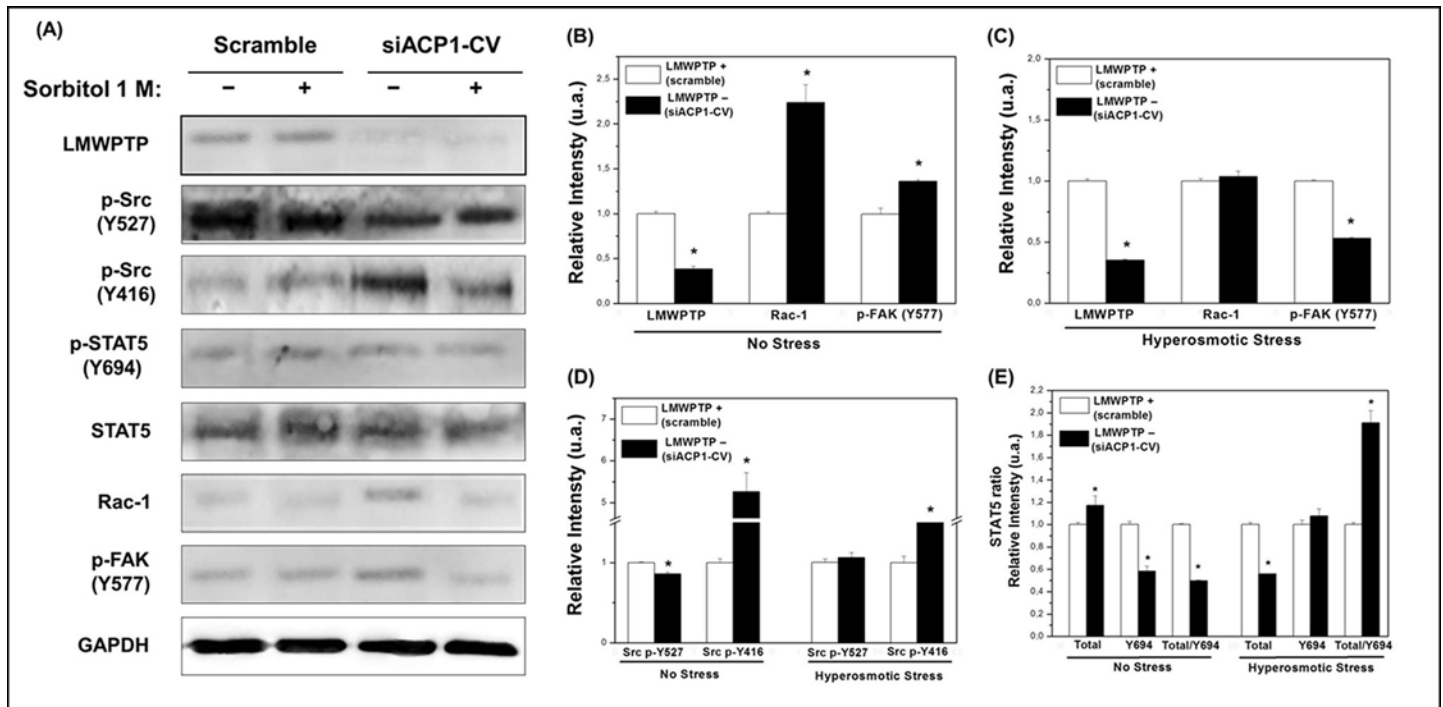 (A)
Scramble siACP1-CV
Sorbitol 1 M: – + – +
LMWPTP
p-Src
(Y527)
p-Src
(Y416)
p-STAT5
(Y694)
STAT5
Rac-1
p-FAK
(Y577)
GAPDH
(B)
Relative Intensty (u.a.)
2,5
2,0
1,5
1,0
0,5
0,0
LMWPTP +
(scramble)
LMWPTP –
(siACP1-CV)
* * *
LMWPTP Rac-1 p-FAK (Y577)
No Stress
(C)
Relative Intensity (u.a.)
2,0
1,5
1,0
0,5
0,0
LMWPTP +
(scramble)
LMWPTP –
(siACP1-CV)
* *
LMWPTP Rac-1 p-FAK (Y577)
Hyperosmotic Stress
(D)
Relative Intensty (u.a.)
7
6
5
1
0
LMWPTP +
(scramble)
LMWPTP –
(siACP1-CV)
* * *
Src p-Y527 Src p-Y416 Src p-Y527 Src p-Y416
No Stress Hyperosmotic Stress
(E)
STAT5 ratio
Relative Intensty (u.a.)
2,2
2,0
1,8
1,6
1,4
1,2
1,0
0,8
0,6
0,4
0,2
0,0
LMWPTP +
(scramble)
LMWPTP –
(siACP1-CV)
* * * * *
Total Y694 Total/Y694 Total Y694 Total/Y694
No Stress Hyperosmotic Stress